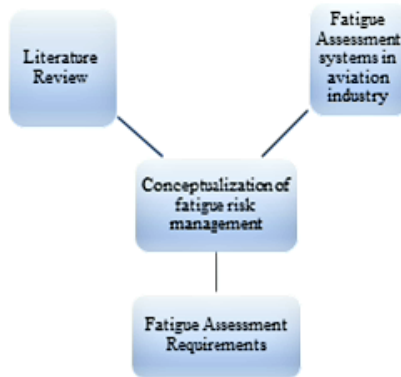 Literature
Review
Fatigue
Assessment
systems in
aviation
industry
Conceptualization of
fatigue risk
management
Fatigue Assessment
Requirements